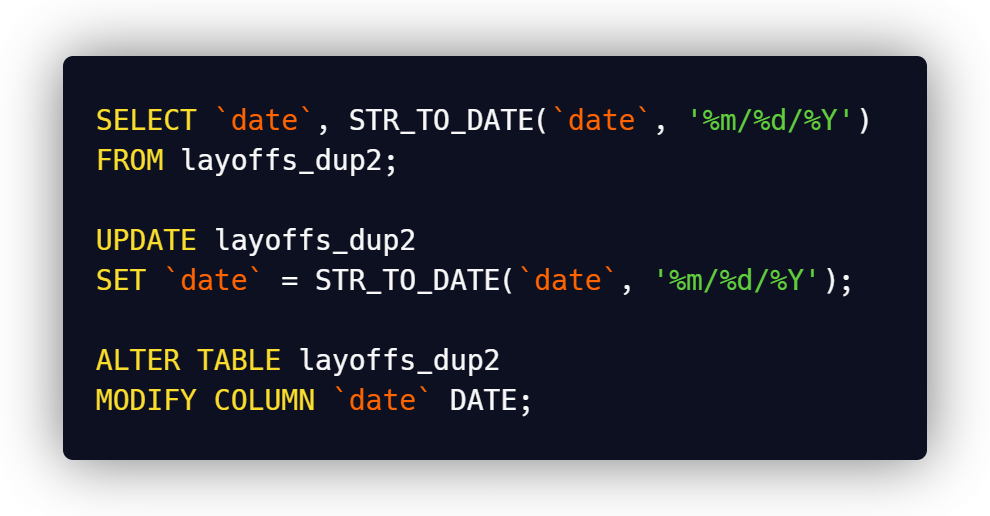 SELECT `date`, STR_TO_DATE(`date`, '%m/%d/%Y')
FROM layoffs_dup2;
UPDATE layoffs_dup2
SET `date` = STR_TO_DATE(`date`, '%m/%d/%Y');
ALTER TABLE layoffs_dup2
MODIFY COLUMN `date` DATE;